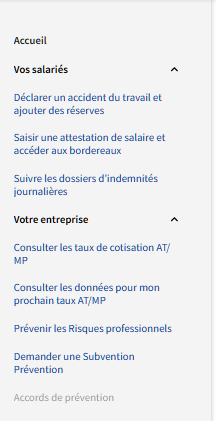 Accueil
Vos salariés
Déclarer un accident du travail et
ajouter des réserves
Saisir une attestation de salaire et
accéder aux bordereaux
Suivre les dossiers d'indemnités
journalières
Votre entreprise
Consulter les taux de cotisation AT/
MP
Consulter les données pour mon
prochain taux AT/MP
Prévenir les Risques professionnels
Demander une Subvention
Prévention
Accords de prévention